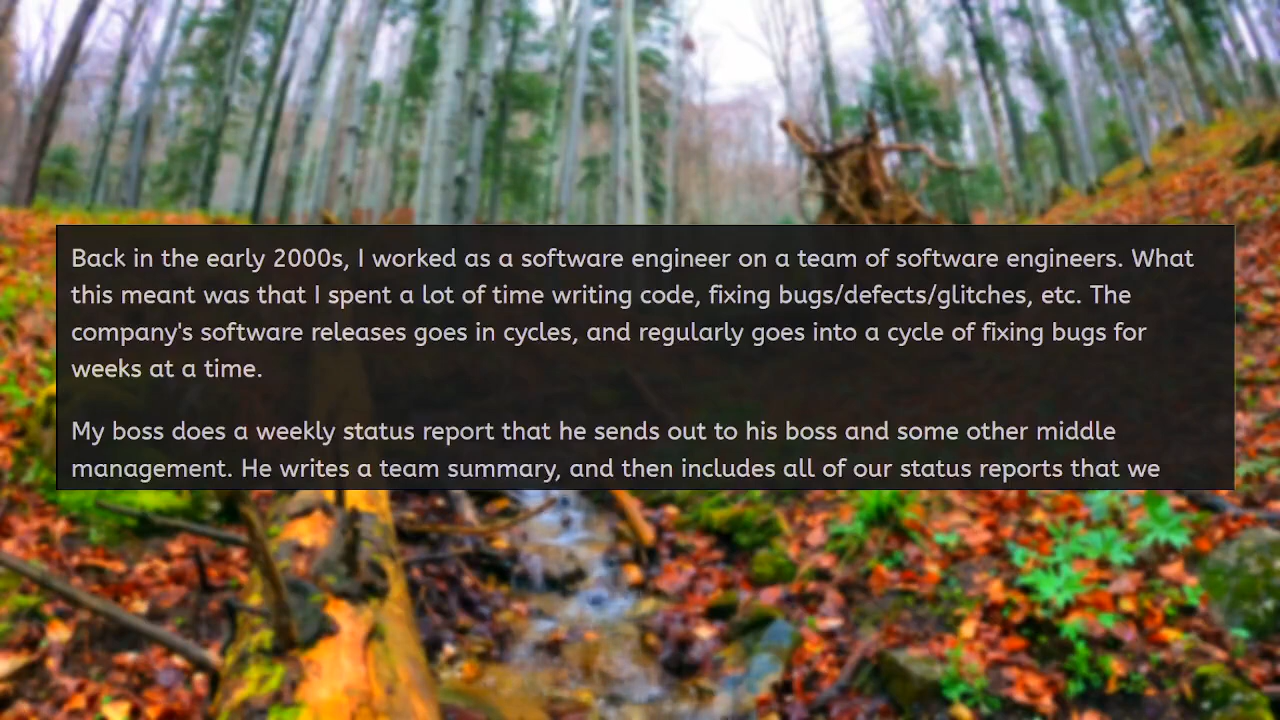 Back in the early 2000s, I worked as a software engineer on a team of software engineers. What
this meant was that I spent a lot of time writing code, fixing bugs/defects/glitches, etc. The
company's software releases goes in cycles, and regularly goes into a cycle of fixing bugs for
weeks at a time.
My boss does a weekly status report that he sends out to his boss and some other middle
management. He writes a team summary, and then includes all of our status reports that we